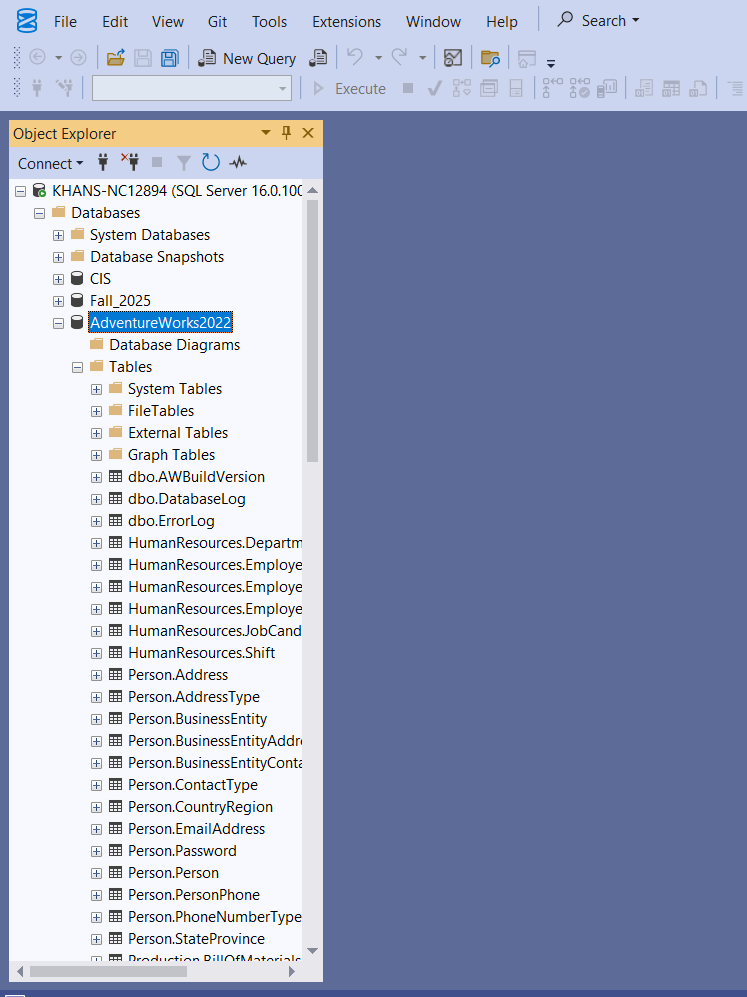 File Edit View Git Tools Extensions Window Help Search
New Query
Execute
Object Explorer
Connect
KHANS-NC12894 (SQL Server 16.0.100
Databases
System Databases
Database Snapshots
CIS
Fall_2025
AdventureWorks2022
Database Diagrams
Tables
System Tables
FileTables
External Tables
Graph Tables
dbo.AWBuildVersion
dbo.DatabaseLog
dbo.ErrorLog
HumanResources.Departm
HumanResources.Employe
HumanResources.Employe
HumanResources.Employe
HumanResources.JobCand
HumanResources.Shift
Person.Address
Person.AddressType
Person.BusinessEntity
Person.BusinessEntityAddre
Person.BusinessEntityConta
Person.ContactType
Person.CountryRegion
Person.EmailAddress
Person.Password
Person.Person
Person.PersonPhone
Person.PhoneNumberType
Person.StateProvince
Production.BillOfMaterials